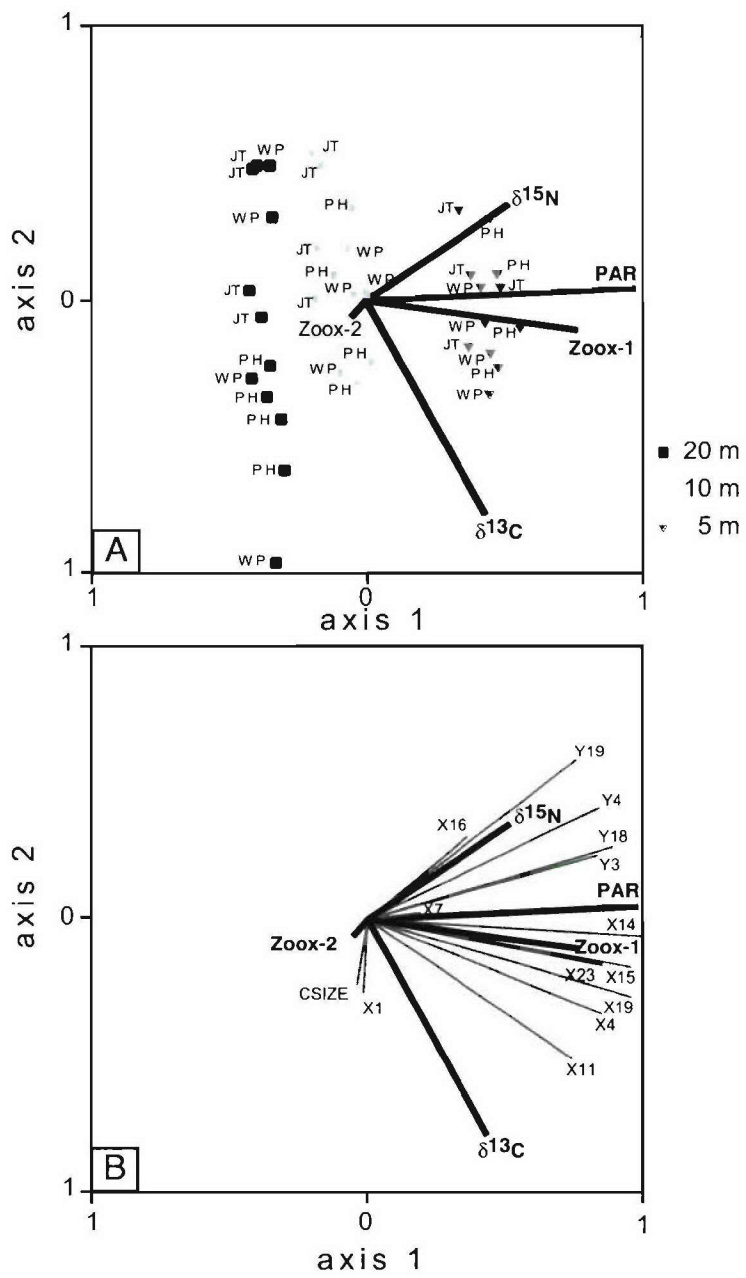 1
JT WP JT
JT JT
PH JT δ15N
WP PH
JT WP
PH JT PH PAR
WP WP WP JT
axis 2
0
JT JT
JT Zoox-2 WP PH
Zoox-1
PH PH JT
WP WP WP
PH PH PH
PH WP
20 m
PH
10 m
δ13C
5 m
A WP
1
1 0 1
axis 1
1
Y19
Y4
X16 δ15N
Y18
Y3
PAR
X7
axis 2
0
X14
Zoox-2 Zoox-1
X23 X15
CSIZE
X1 X19
X4
X11
δ13C
B
1
1 0 1
axis 1